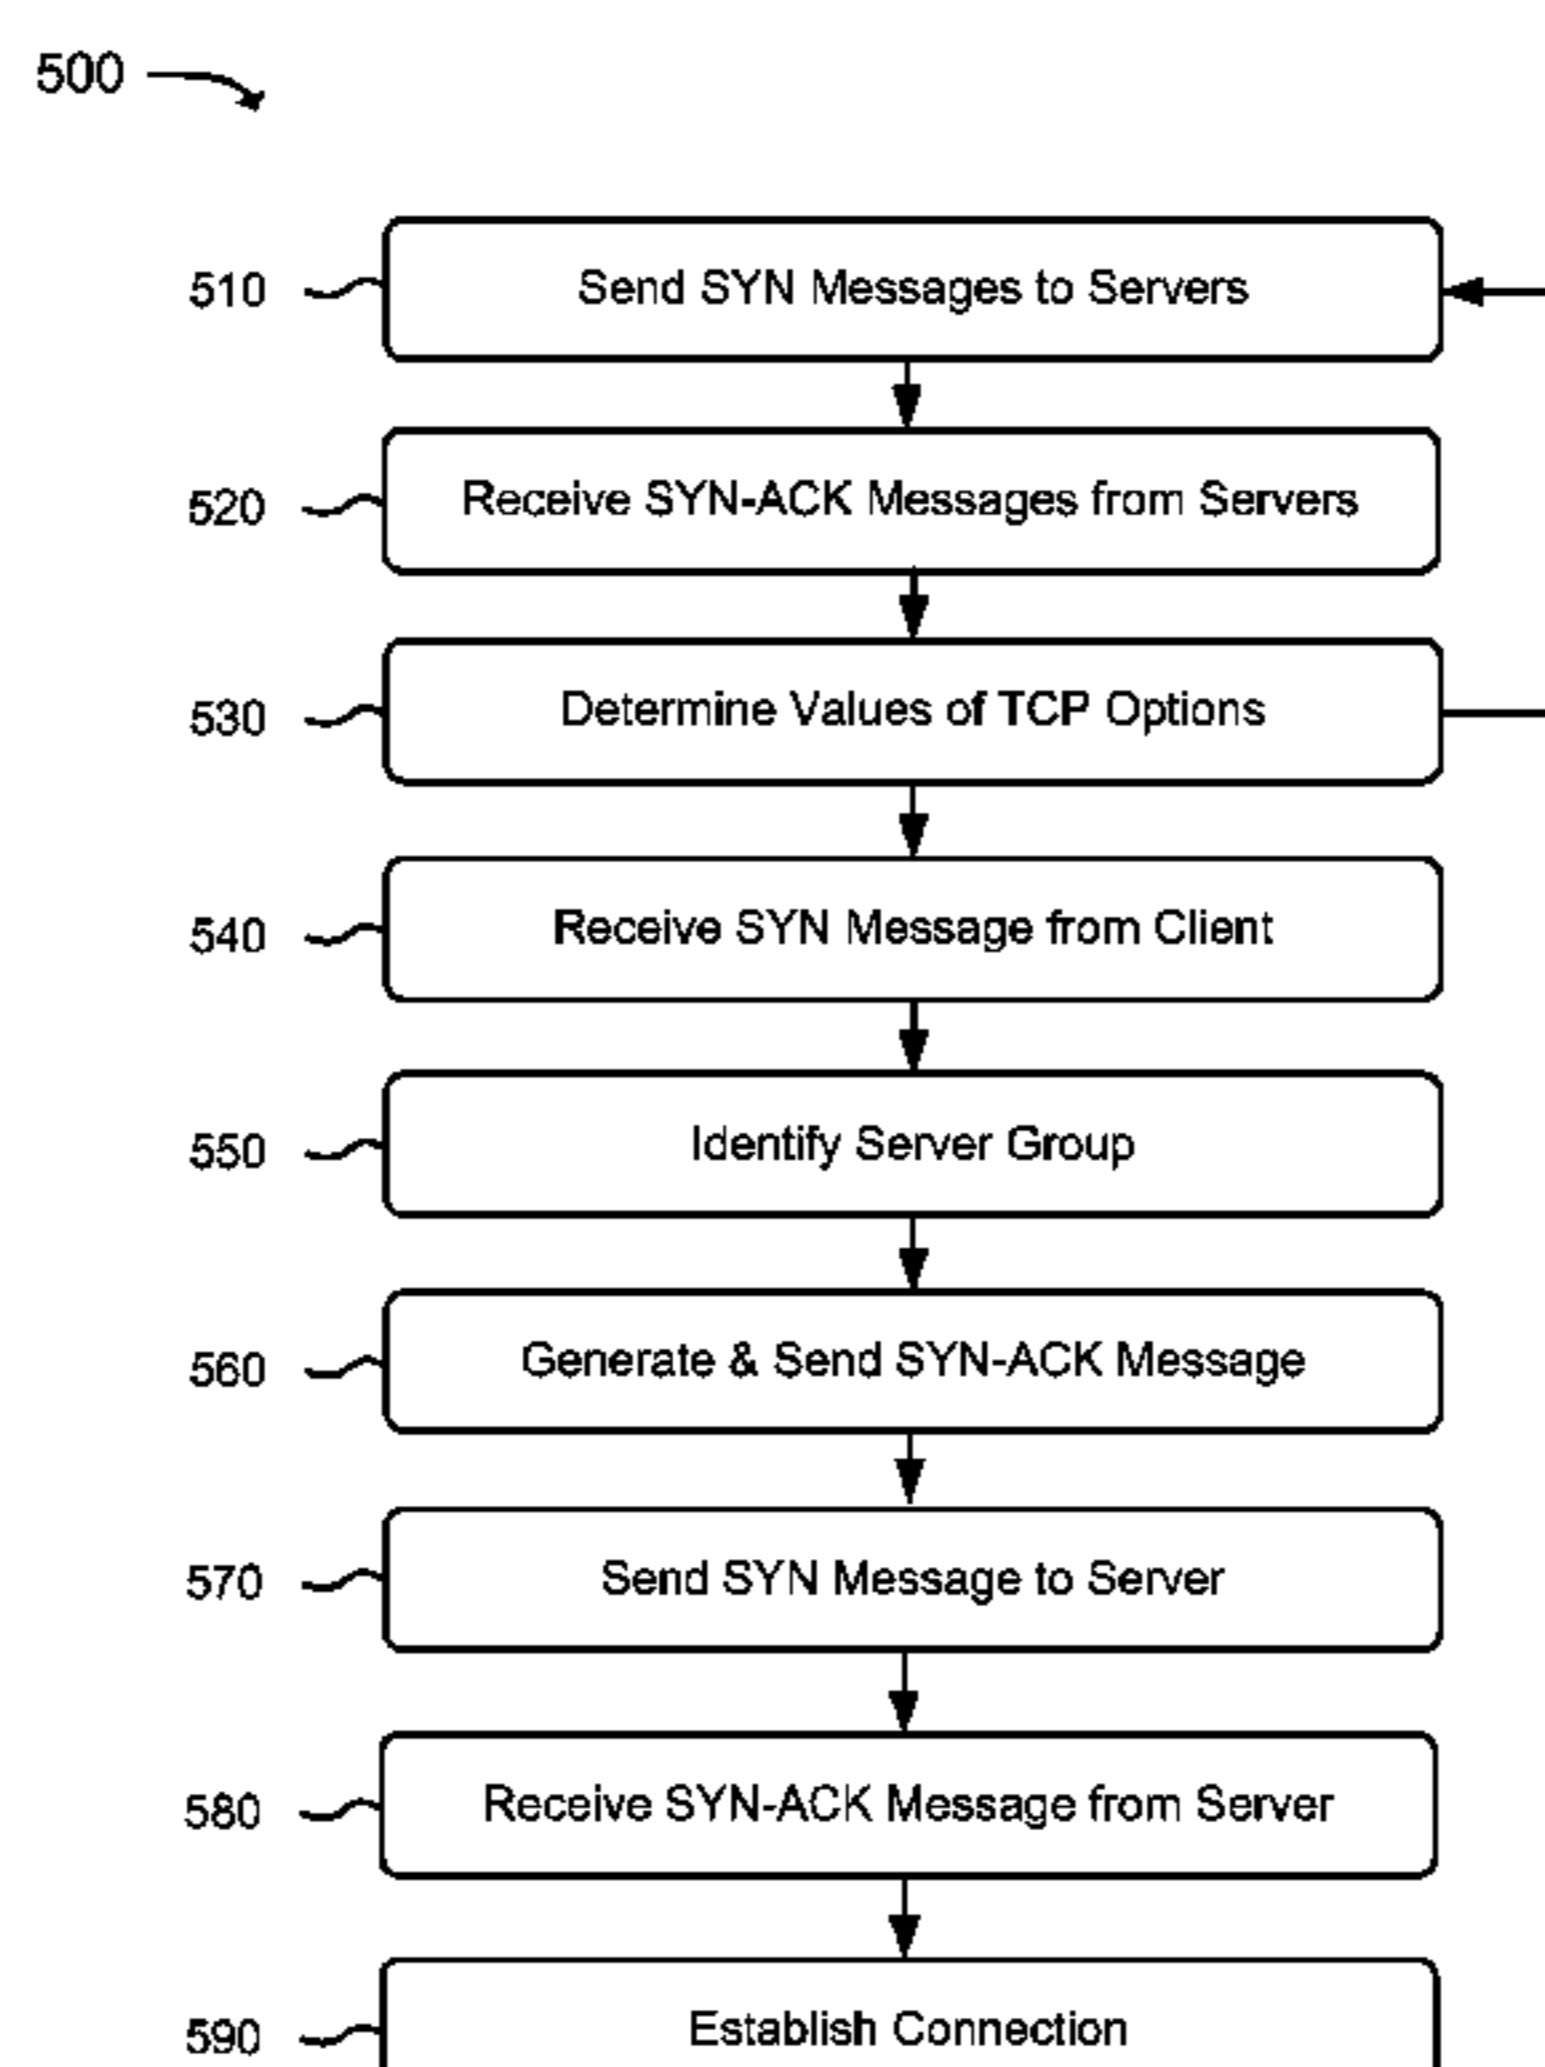 500
510 Send SYN Messages to Servers
520 Receive SYN-ACK Messages from Servers
530 Determine Values of TCP Options
540 Receive SYN Message from Client
550 Identify Server Group
560 Generate & Send SYN-ACK Message
570 Send SYN Message to Server
580 Receive SYN-ACK Message from Server
590 Establish Connection